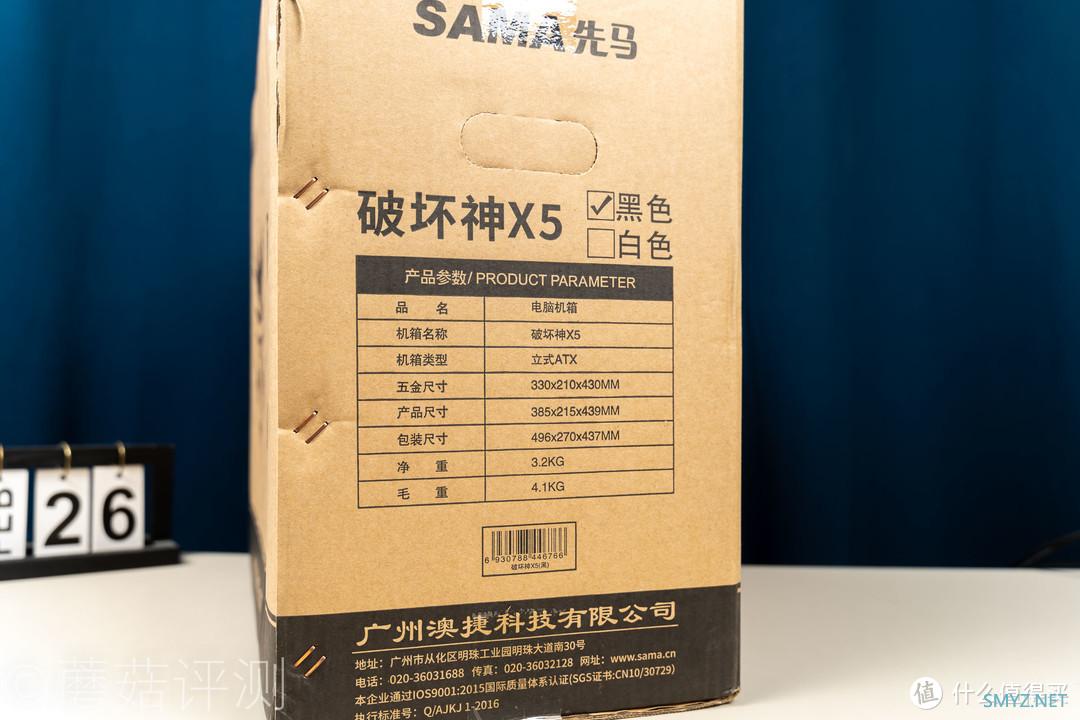 SAMA 先马
破坏神X5
黑色
白色
产品参数/ PRODUCT PARAMETER
品 名 电脑机箱
机箱名称 破坏神X5
机箱类型 立式ATX
五金尺寸 330x210x430MM
产品尺寸 385x215x439MM
包装尺寸 496x270x437MM
净 重 3.2KG
毛 重 4.1KG
6 930788 446766
破坏神X5(黑)
广州澳捷科技有限公司
地址：广州市从化区明珠工业园明珠大道南30号
电话：020-36031688 传真：020-36032128 网址：www.sama.cn
本企业通过IOS9001:2015国际质量体系认证(SGS证书:CN10/30729)
执行标准号：Q/AJKJ 1-2016
26
©蘑菇评测
值 什么值得买
SMYZ.NET